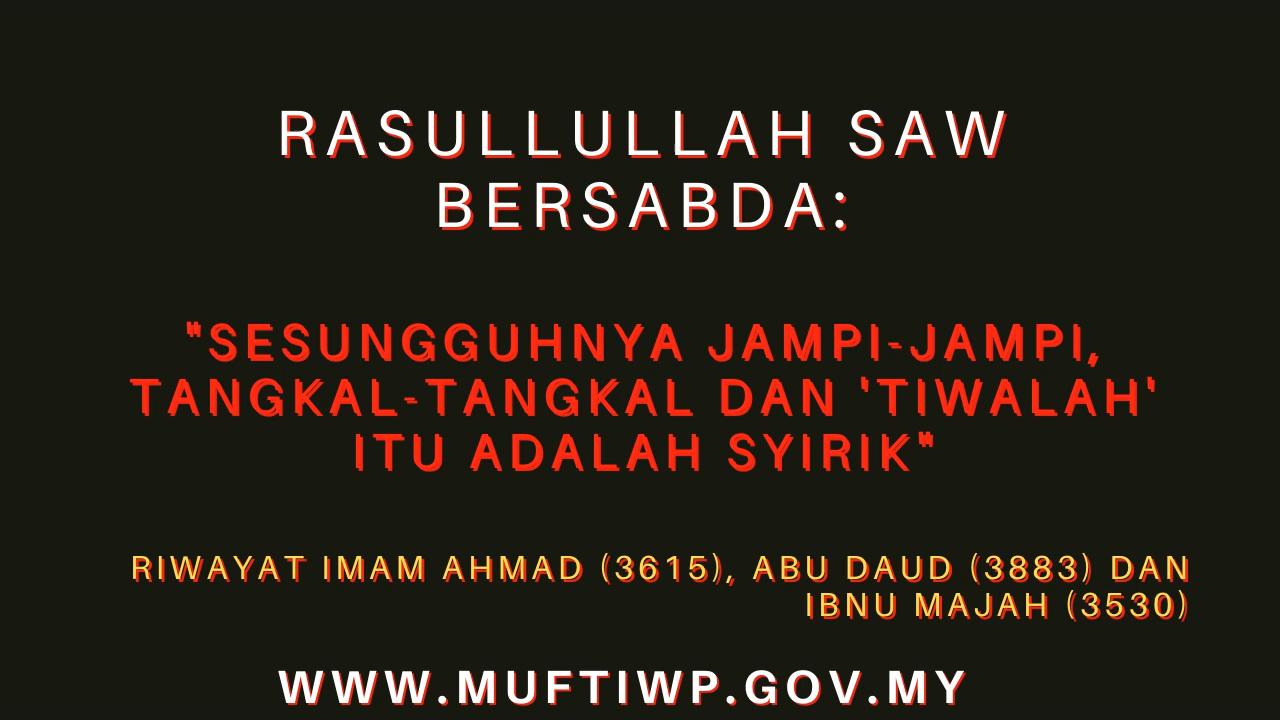 RASULLULLAH SAW
BERSABDA:
"SESUNGGUHNYA JAMPI-JAMPI,
TANGKAL-TANGKAL DAN 'TIWALAH'
ITU ADALAH SYIRIK"
RIWAYAT IMAM AHMAD (3615), ABU DAUD (3883) DAN
IBNU MAJAH (3530)
WWW.MUFTIWP.GOV.MY